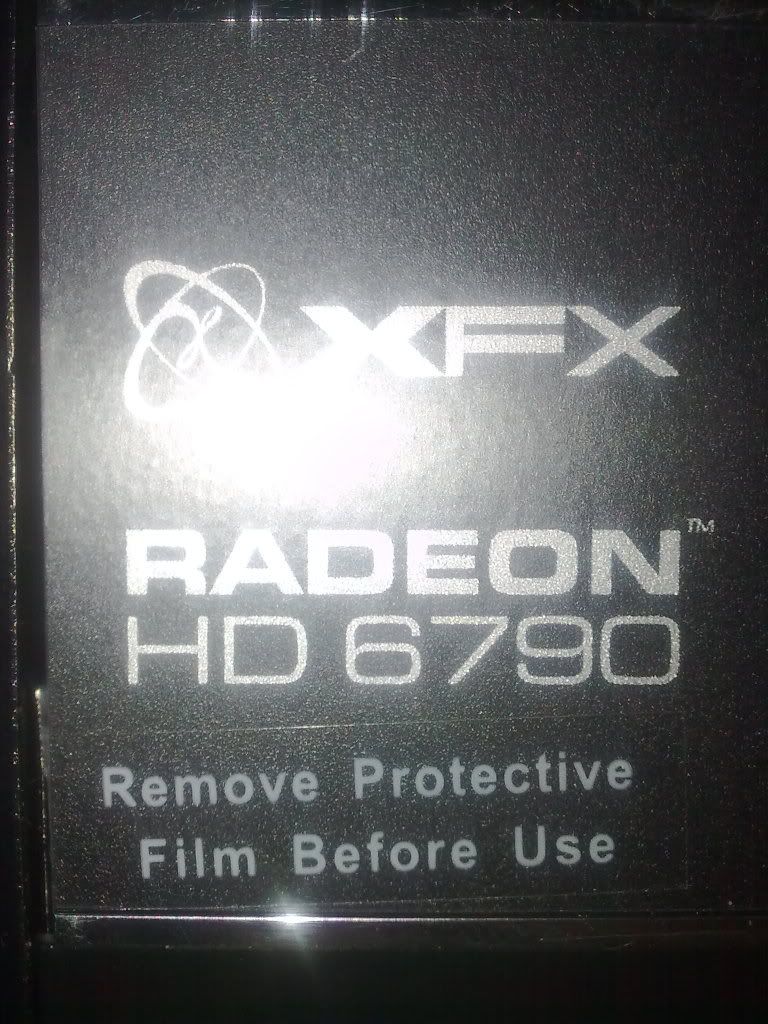 XFX
RADEON™
HD 6790
Remove Protective
Film Before Use